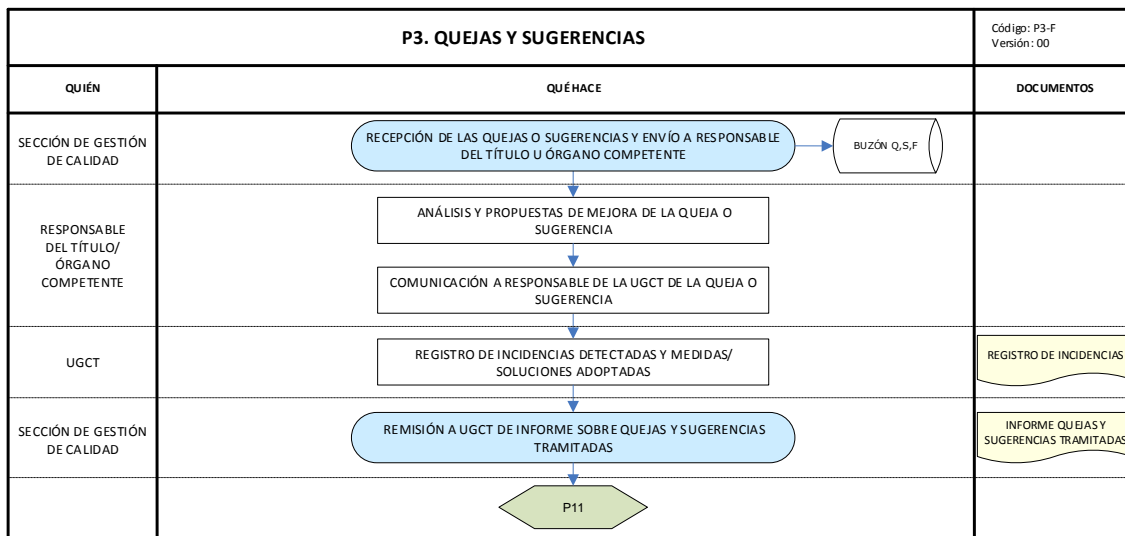 P3. QUEJAS Y SUGERENCIAS
Código: P3-F
Versión: 00
QUIÉN
QUÉ HACE
DOCUMENTOS
SECCIÓN DE GESTIÓN
DE CALIDAD
RECEPCIÓN DE LAS QUEJAS O SUGERENCIAS Y ENVÍO A RESPONSABLE
DEL TÍTULO U ÓRGANO COMPETENTE
BUZÓN Q,S,F
RESPONSABLE
DEL TÍTULO/
ÓRGANO
COMPETENTE
ANÁLISIS Y PROPUESTAS DE MEJORA DE LA QUEJA O
SUGERENCIA
COMUNICACIÓN A RESPONSABLE DE LA UGCT DE LA QUEJA O
SUGERENCIA
UGCT
REGISTRO DE INCIDENCIAS DETECTADAS Y MEDIDAS/
SOLUCIONES ADOPTADAS
REGISTRO DE INCIDENCIAS
SECCIÓN DE GESTIÓN
DE CALIDAD
REMISIÓN A UGCT DE INFORME SOBRE QUEJAS Y SUGERENCIAS
TRAMITADAS
INFORME QUEJAS Y
SUGERENCIAS TRAMITADAS
P11